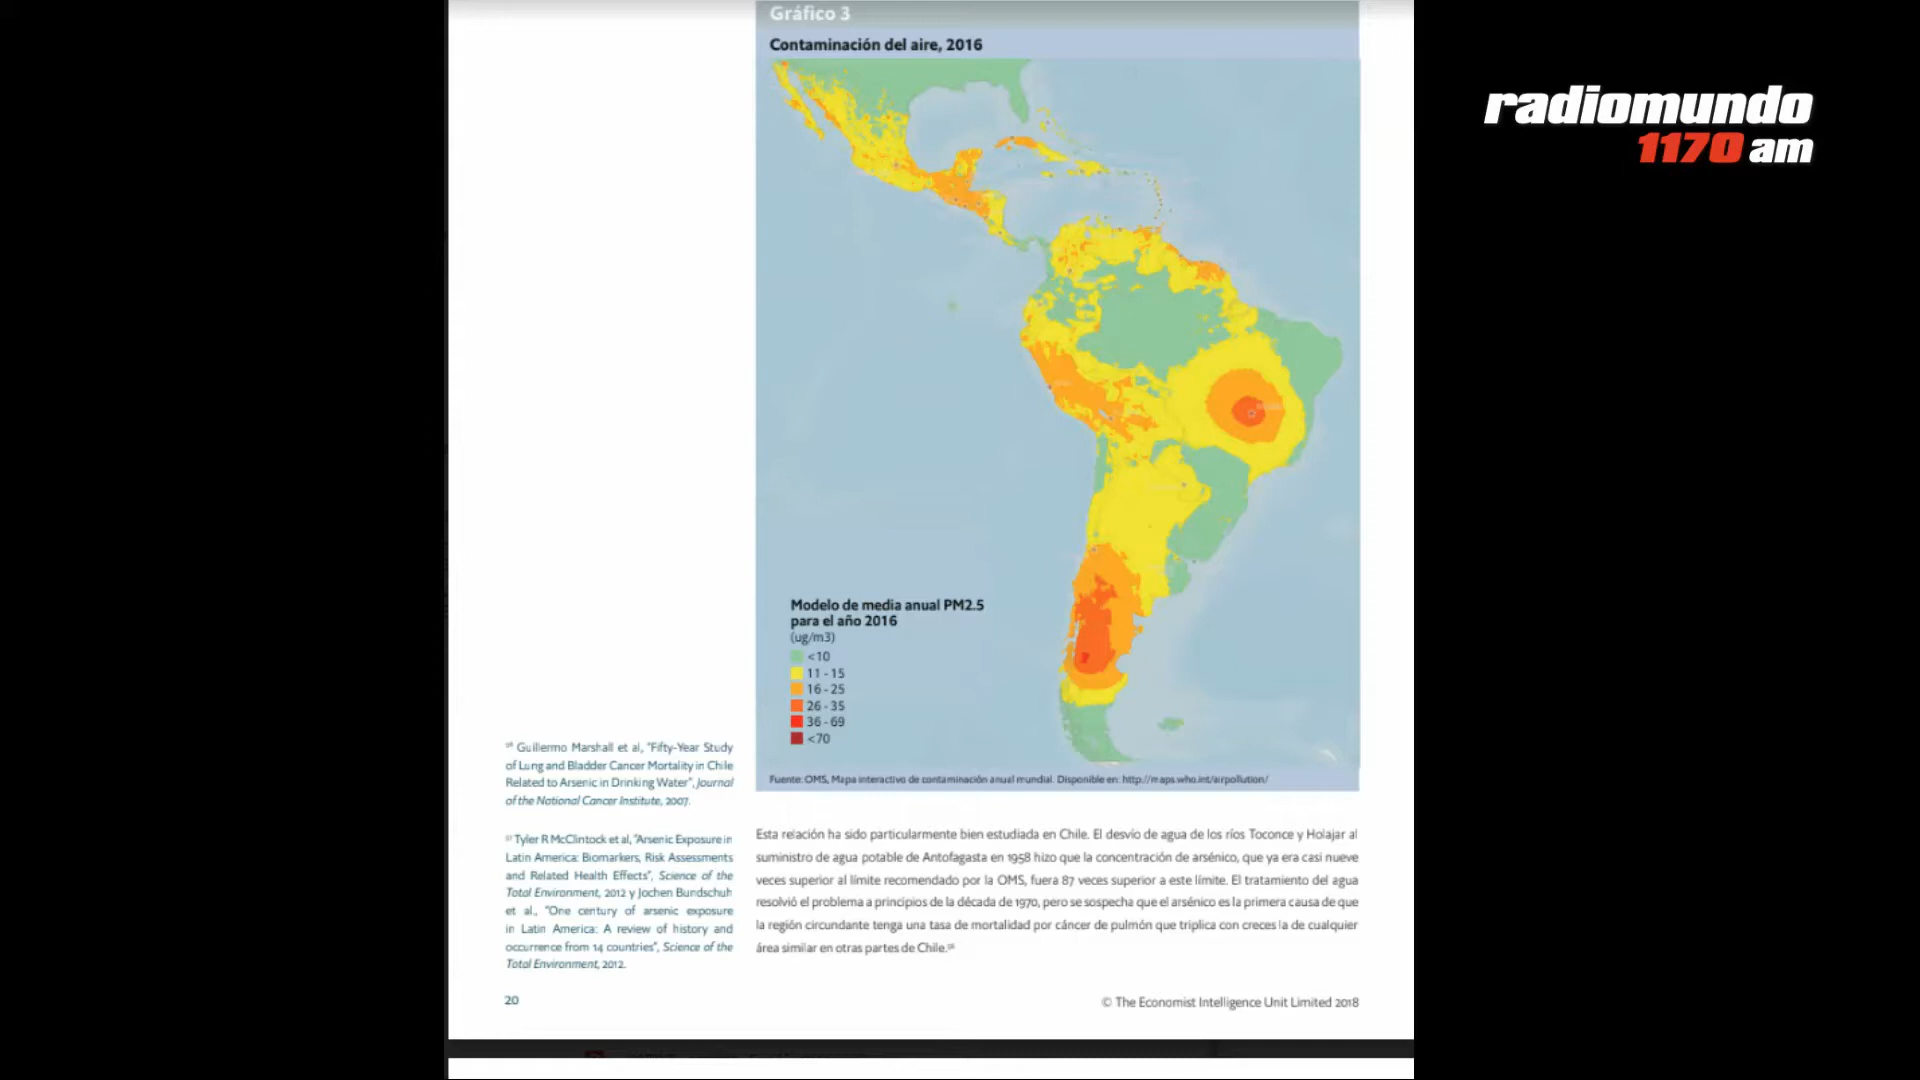 Gráfico 3
Contaminación del aire, 2016
radiomundo
1170 am
Modelo de media anual PM2.5
para el año 2016
(ug/m3)
<10
11 - 15
16 - 25
26 - 35
36 - 69
<70
Fuente: OMS, Mapa interactivo de contaminación anual mundial. Disponible en: http://maps.who.int/airpollution/
⁵⁶ Guillermo Marshall et al, "Fifty-Year Study
of Lung and Bladder Cancer Mortality in Chile
Related to Arsenic in Drinking Water", Journal
of the National Cancer Institute, 2007.
⁵⁷ Tyler R McClintock et al, "Arsenic Exposure in
Latin America: Biomarkers, Risk Assessments
and Related Health Effects", Science of the
Total Environment, 2012 y Jochen Bundschuh
et al., "One century of arsenic exposure
in Latin America: A review of history and
occurrence from 14 countries", Science of the
Total Environment, 2012.
Esta relación ha sido particularmente bien estudiada en Chile. El desvío de agua de los ríos Toconce y Holajar al
suministro de agua potable de Antofagasta en 1958 hizo que la concentración de arsénico, que ya era casi nueve
veces superior al límite recomendado por la OMS, fuera 87 veces superior a este límite. El tratamiento del agua
resolvió el problema a principios de la década de 1970, pero se sospecha que el arsénico es la primera causa de que
la región circundante tenga una tasa de mortalidad por cáncer de pulmón que triplica con creces la de cualquier
área similar en otras partes de Chile.⁵⁶
20
© The Economist Intelligence Unit Limited 2018